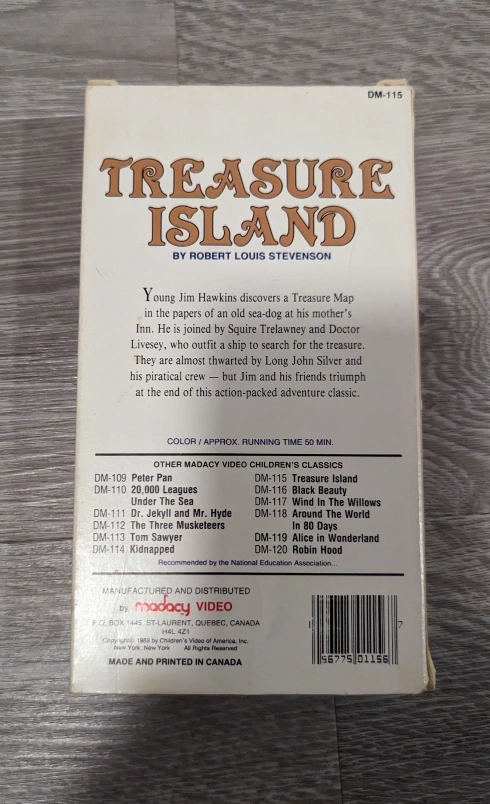 DM-115
TREASURE
ISLAND
BY ROBERT LOUIS STEVENSON
Young Jim Hawkins discovers a Treasure Map
in the papers of an old sea-dog at his mother's
Inn. He is joined by Squire Trelawney and Doctor
Livesey, who outfit a ship to search for the treasure.
They are almost thwarted by Long John Silver and
his piratical crew — but Jim and his friends triumph
at the end of this action-packed adventure classic.
COLOR / APPROX. RUNNING TIME 50 MIN.
OTHER MADACY VIDEO CHILDREN'S CLASSICS
DM-109 Peter Pan
DM-110 20,000 Leagues
Under The Sea
DM-111 Dr. Jekyll and Mr. Hyde
DM-112 The Three Musketeers
DM-113 Tom Sawyer
DM-114 Kidnapped
DM-115 Treasure Island
DM-116 Black Beauty
DM-117 Wind In The Willows
DM-118 Around The World
In 80 Days
DM-119 Alice in Wonderland
DM-120 Robin Hood
Recommended by the National Education Association...
MANUFACTURED AND DISTRIBUTED
by madacy VIDEO
P.O. BOX 1445, ST-LAURENT, QUEBEC, CANADA
H4L 4Z1
Copyright© by Children's Video of America, Inc.
New York, New York All Rights Reserved
MADE AND PRINTED IN CANADA
56775 01156 7